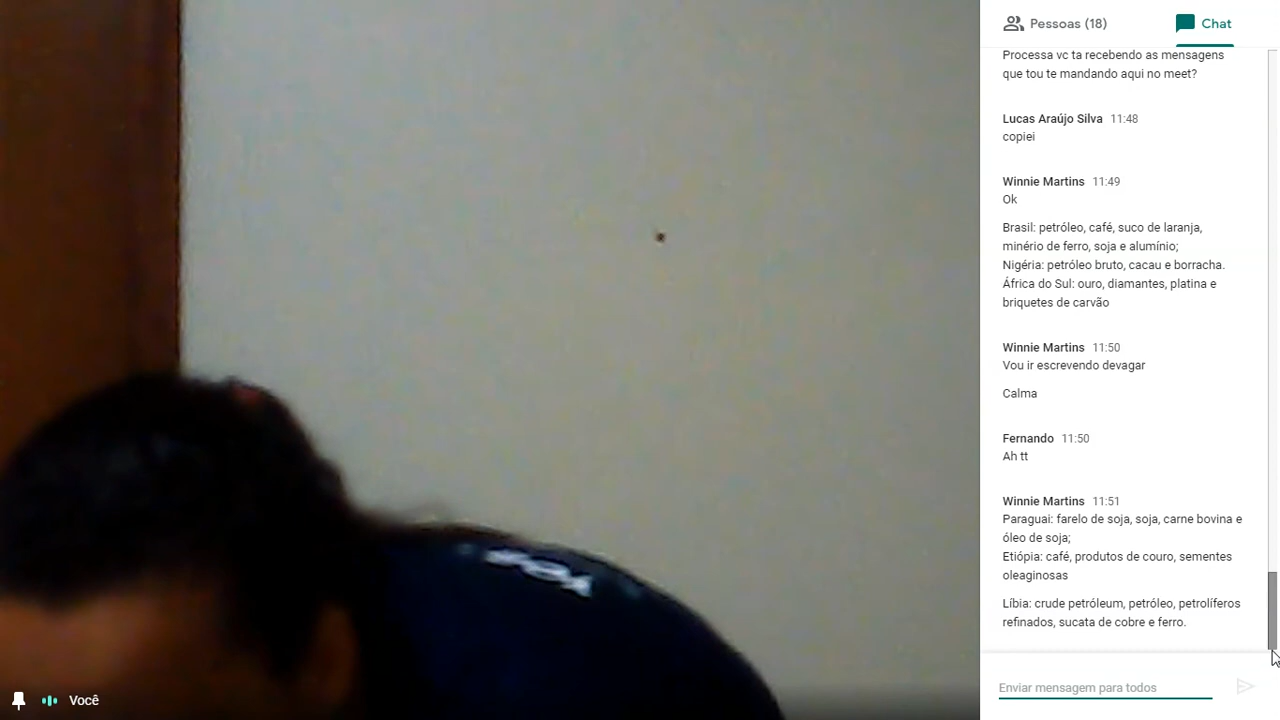 Pessoas (18)
Chat
Processa vc ta recebendo as mensagens
que tou te mandando aqui no meet?
Lucas Araújo Silva 11:48
copiei
Winnie Martins 11:49
Ok
Brasil: petróleo, café, suco de laranja,
minério de ferro, soja e alumínio;
Nigéria: petróleo bruto, cacau e borracha.
África do Sul: ouro, diamantes, platina e
briquetes de carvão
Winnie Martins 11:50
Vou ir escrevendo devagar
Calma
Fernando 11:50
Ah tt
Winnie Martins 11:51
Paraguai: farelo de soja, soja, carne bovina e
óleo de soja;
Etiópia: café, produtos de couro, sementes
oleaginosas
Líbia: crude petróleum, petróleo, petrolíferos
refinados, sucata de cobre e ferro.
Enviar mensagem para todos
Você